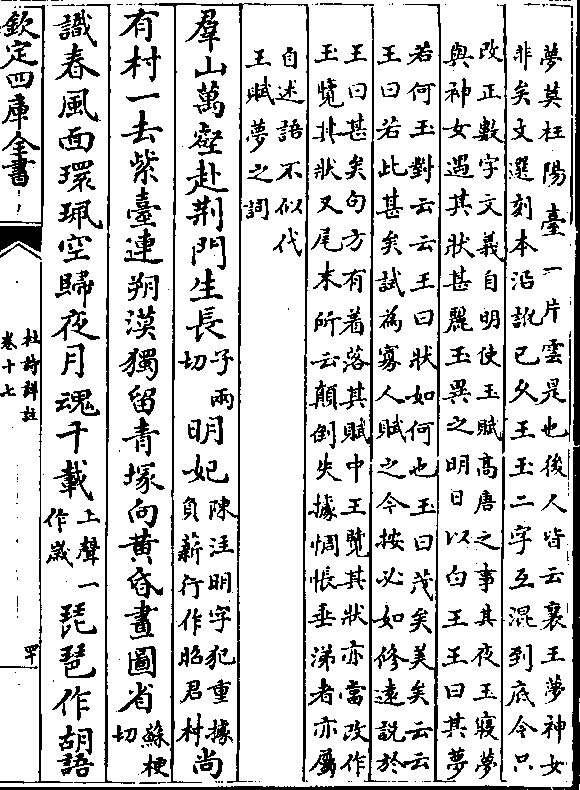 夢莫枉陽臺一片雲是也後人皆云襄王夢神女
非矣文選刻本沿訛已久王玉二字互混到底今只
改正數字文義自明使玉賦高唐之事其夜玉寢夢
與神女遇其狀甚麗玉異之明日以白王王曰其夢
若何玉對云云王曰狀如何也玉曰茂矣美矣云云
王曰若此甚矣試為寡人賦之今按必如修遠說於
王曰甚矣句方有着落其賦中王覽其狀亦當改作
玉覽其狀又尾末所云顛倒失據惆悵垂涕者亦屬
自述語不似代
王賦夢之詞
羣山萬壑赴荆門生長子兩切明妃陳汪明字犯重據負薪行作昭君村尚
有村一去紫臺連朔漠獨留青塚向黄昏畫圖省蘇梗切
識春風面環珮空歸夜月魂千載上聲一作歲琵琶作胡語
欽定四庫全書
杜詩詳註
卷十七
罕